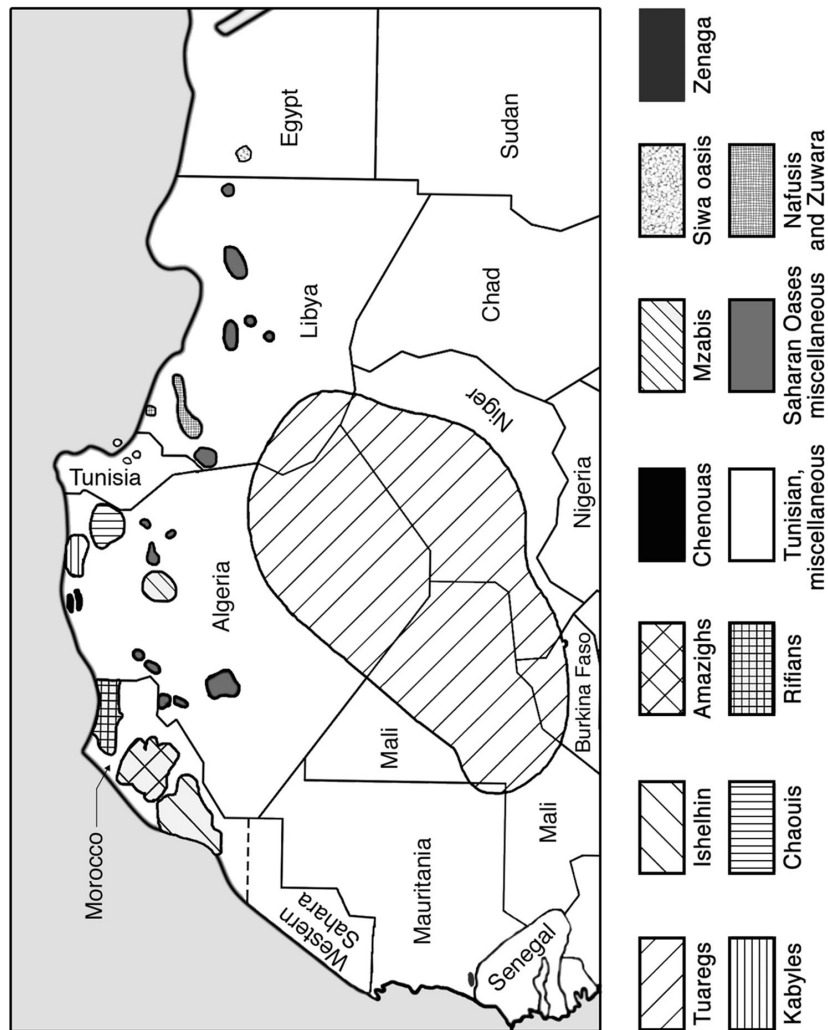 Morocco
Tunisia
Algeria
Libya
Egypt
Western
Sahara
Mauritania
Mali
Mali
Niger
Chad
Sudan
Senegal
Burkina Faso
Nigeria
Tuaregs
Ishelhin
Amazighs
Chenouas
Mzabis
Siwa oasis
Zenaga
Kabyles
Chaouis
Rifians
Tunisian,
miscellaneous
Saharan Oases
miscellaneous
Nafusis
and Zuwara